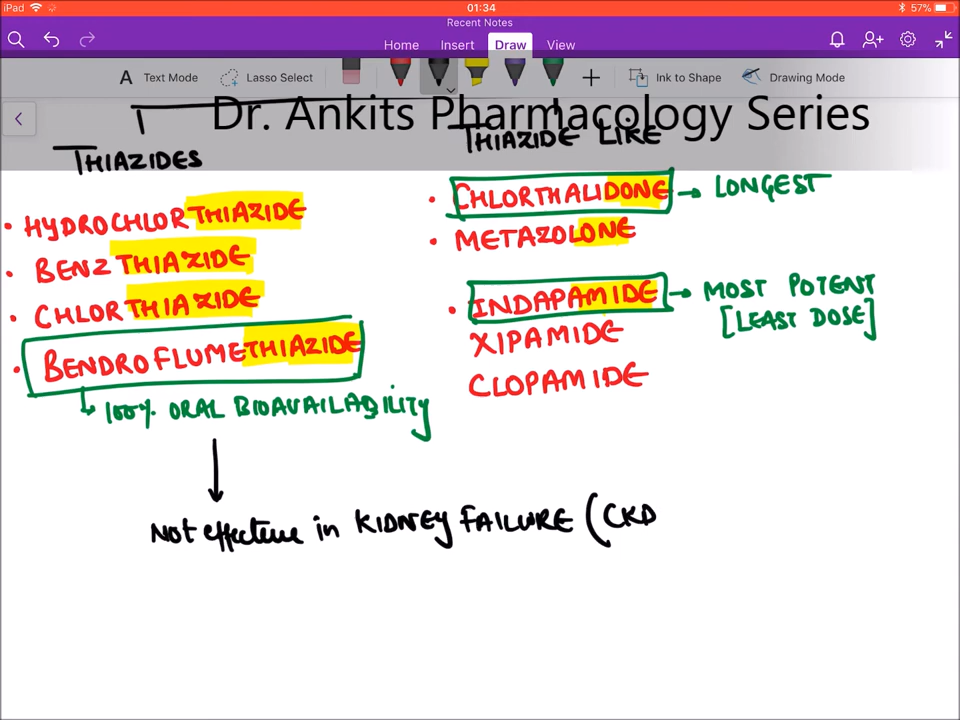 iPad 01:34 57%
Recent Notes
Home Insert Draw View
A Text Mode Lasso Select Ink to Shape Drawing Mode
Dr. Ankits Pharmacology Series
THIAZIDES
• HYDROCHLORTHIAZIDE
• BENZTHIAZIDE
• CHLORTHIAZIDE
• BENDROFLUMETHIAZIDE
100% ORAL BIOAVAILABILITY
THIAZIDE LIKE
• CHLORTHALIDONE → LONGEST
• METAZOLONE
• INDAPAMIDE → MOST POTENT
[LEAST DOSE]
XIPAMIDE
CLOPAMIDE
Not effective in KIDNEY FAILURE (CKD